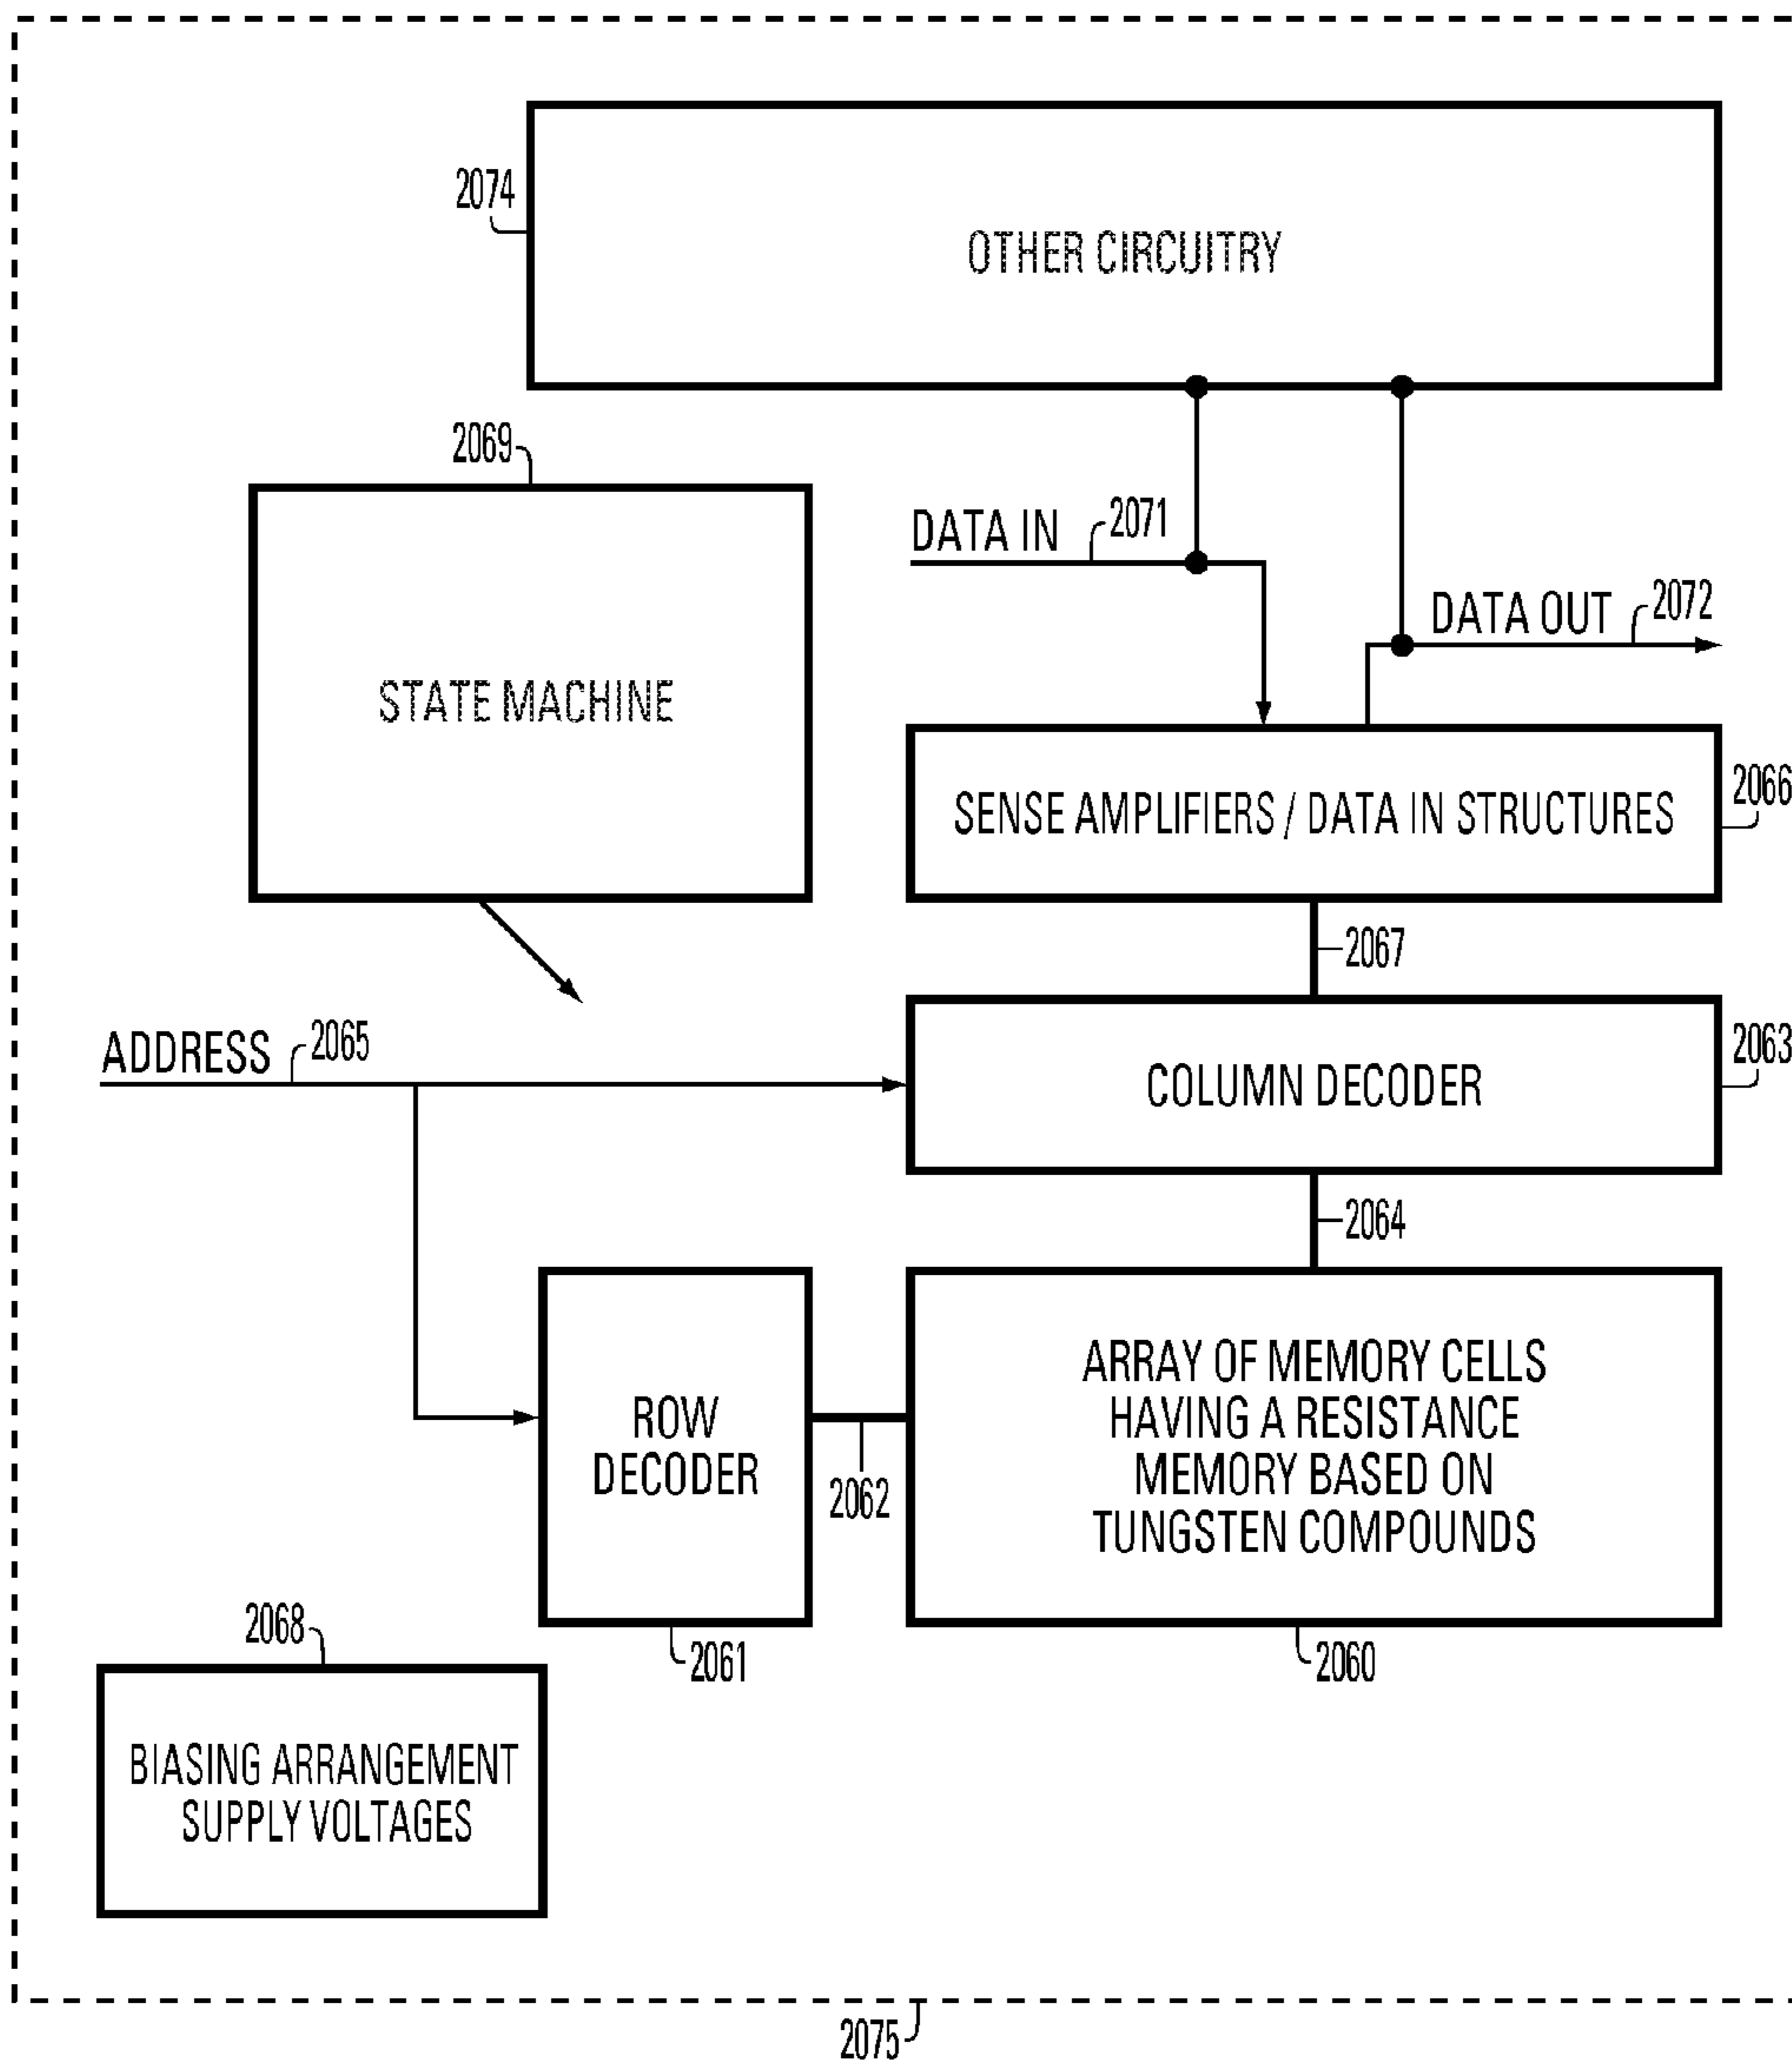 2074
OTHER CIRCUITRY
2069
DATA IN
2071
DATA OUT
2072
STATE MACHINE
SENSE AMPLIFIERS / DATA IN STRUCTURES
2066
2067
ADDRESS
2065
COLUMN DECODER
2063
2064
ROW
DECODER
2062
ARRAY OF MEMORY CELLS
HAVING A RESISTANCE
MEMORY BASED ON
TUNGSTEN COMPOUNDS
2061
2060
2068
BIASING ARRANGEMENT
SUPPLY VOLTAGES
2075